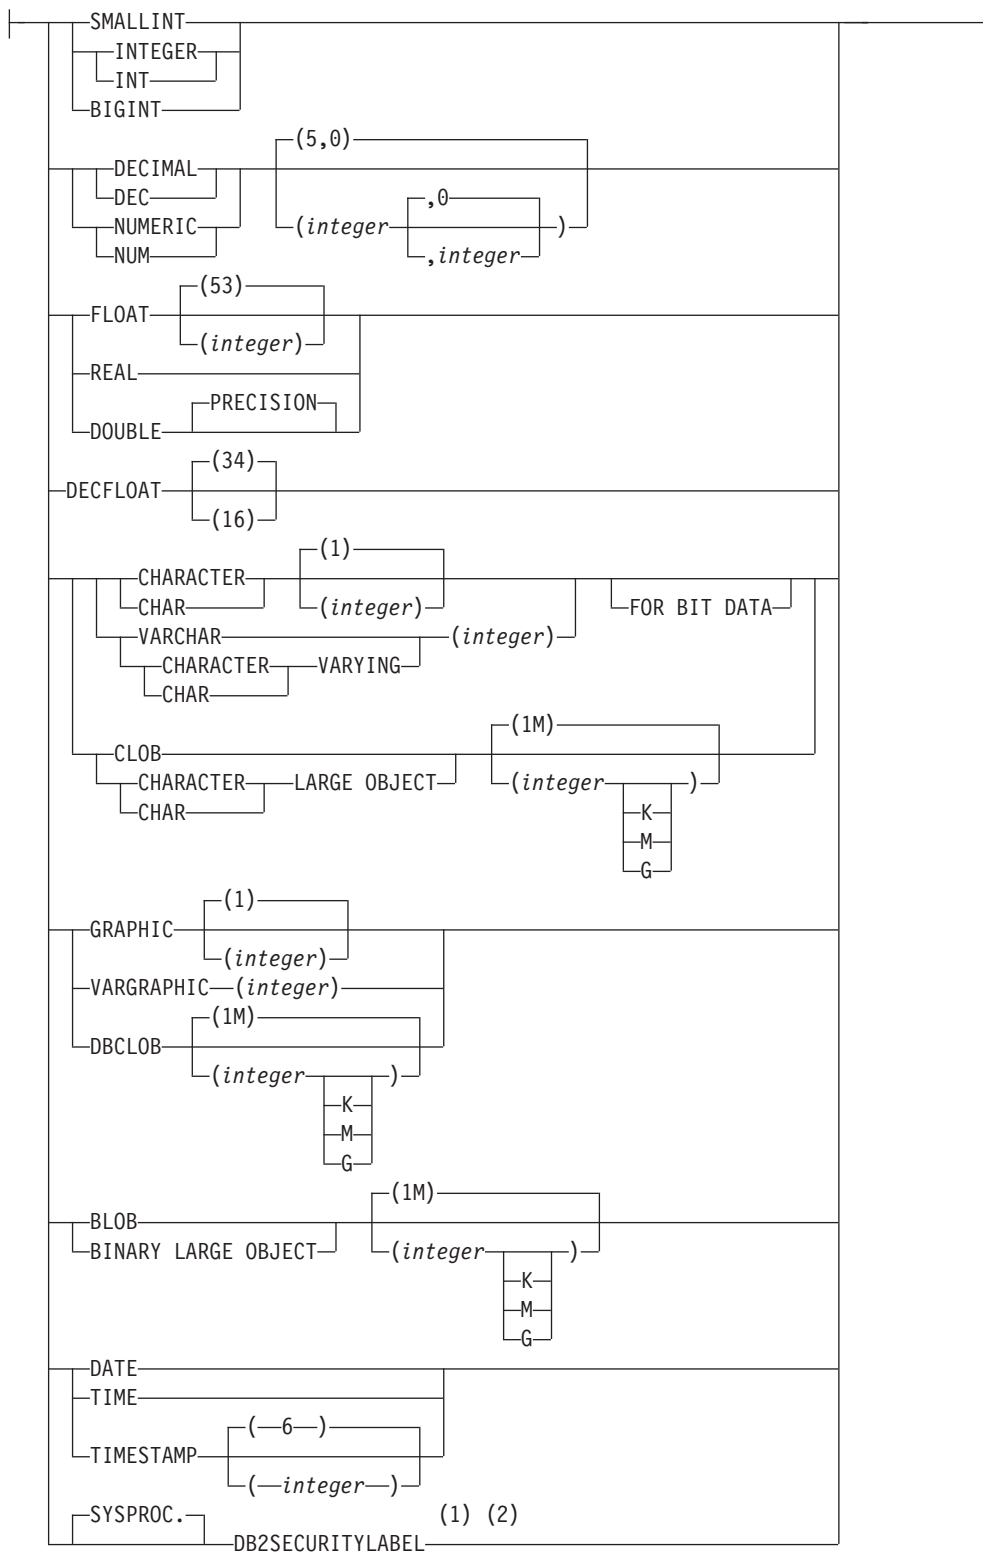 SMALLINT
INTEGER
INT
BIGINT
(5,0)
DECIMAL
DEC
,0
NUMERIC (integer )
NUM ,integer
(53)
FLOAT
(integer)
REAL
PRECISION
DOUBLE
(34)
DECFLOAT
(16)
(1)
CHARACTER
CHAR (integer) FOR BIT DATA
VARCHAR (integer)
CHARACTER VARYING
CHAR
(1M)
CLOB
CHARACTER LARGE OBJECT (integer )
CHAR K
M
G
(1)
GRAPHIC
(integer)
VARGRAPHIC (integer)
(1M)
DBCLOB
(integer )
K
M
G
(1M)
BLOB
BINARY LARGE OBJECT (integer )
K
M
G
DATE
TIME
( 6 )
TIMESTAMP
( integer )
SYSPROC. (1) (2)
DB2SECURITYLABEL